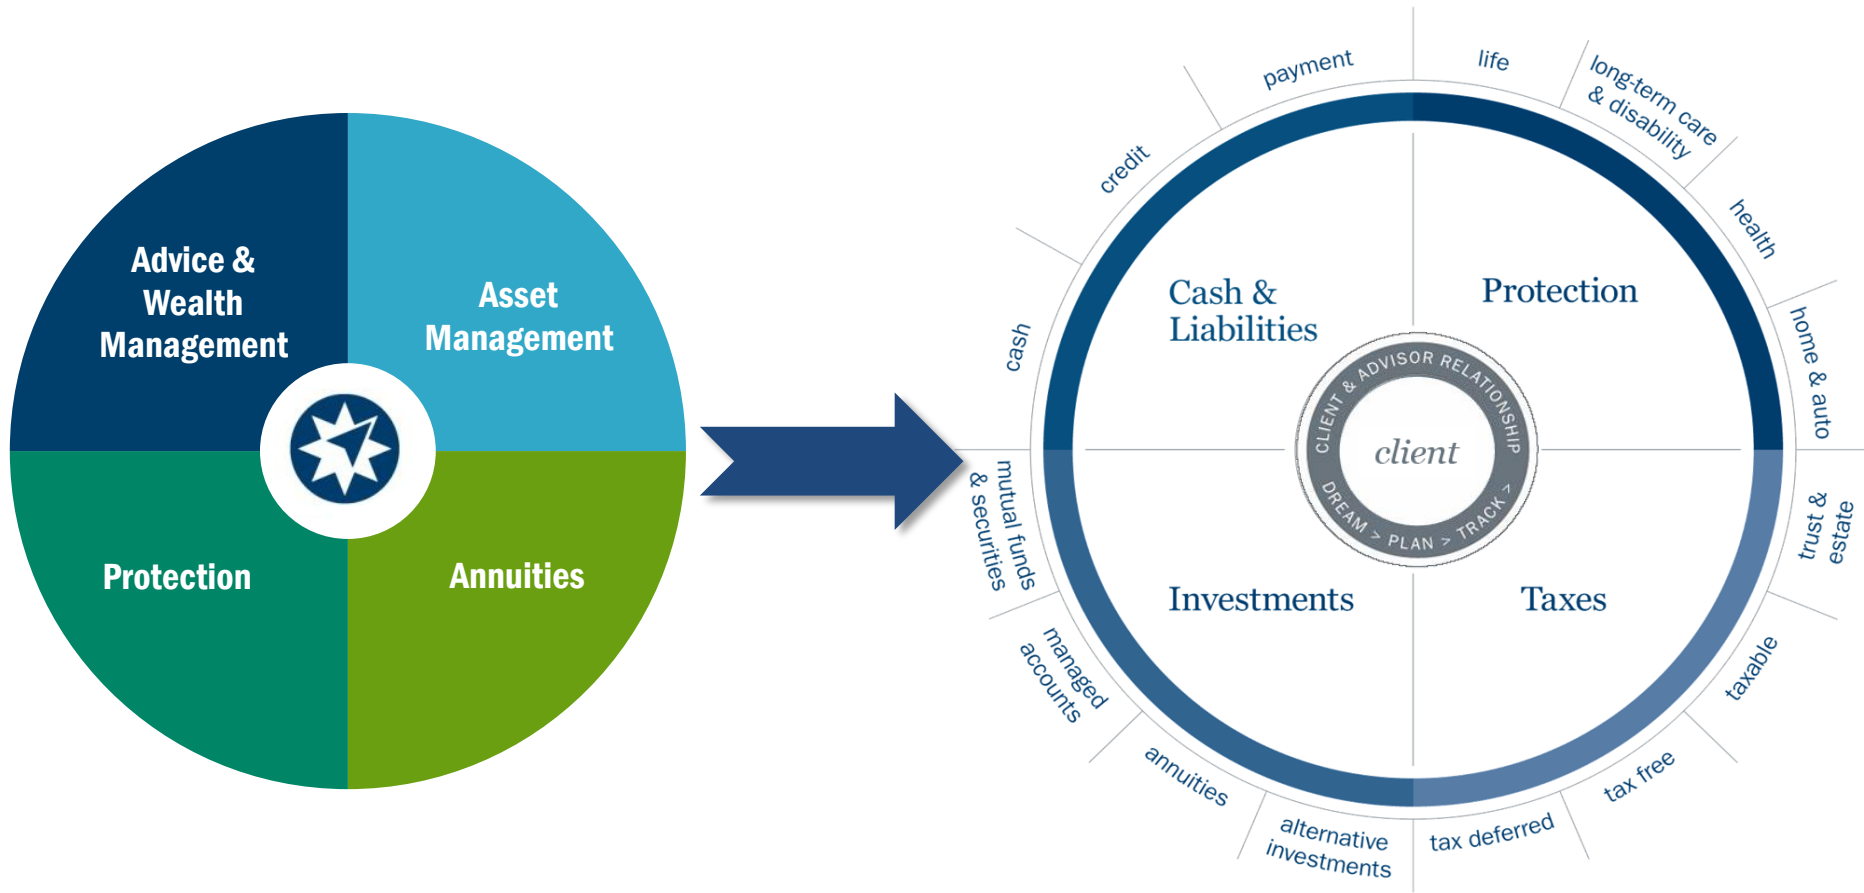 Advice &
Wealth
Management
Asset
Management
Protection
Annuities
payment
credit
cash
life
long-term care
& disability
health
home & auto
Cash &
Liabilities
Protection
CLIENT & ADVISOR RELATIONSHIP
client
DREAM > PLAN > TRACK >
Investments
Taxes
mutual funds
& securities
managed
accounts
annuities
alternative
investments
trust &
estate
taxable
tax free
tax deferred